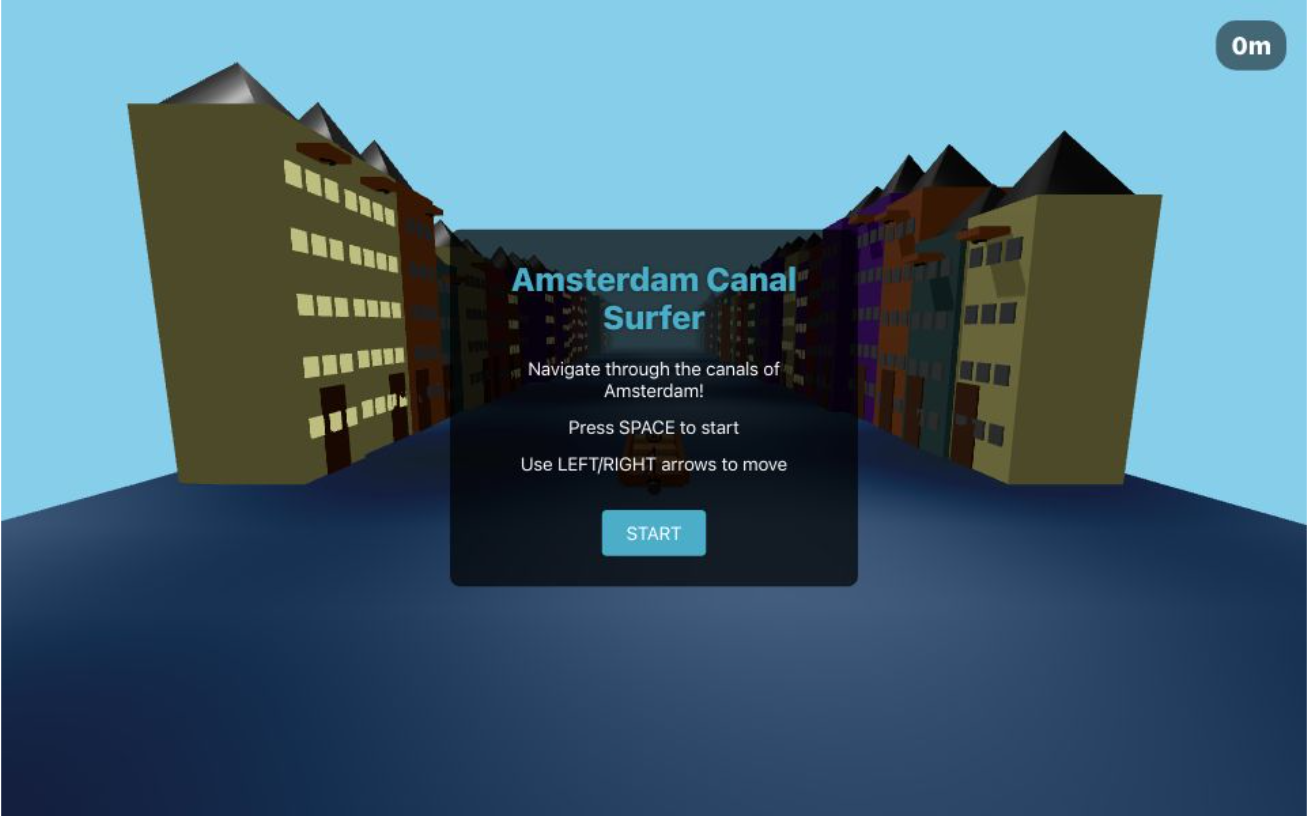 0m
Amsterdam Canal
Surfer
Navigate through the canals of
Amsterdam!
Press SPACE to start
Use LEFT/RIGHT arrows to move
START